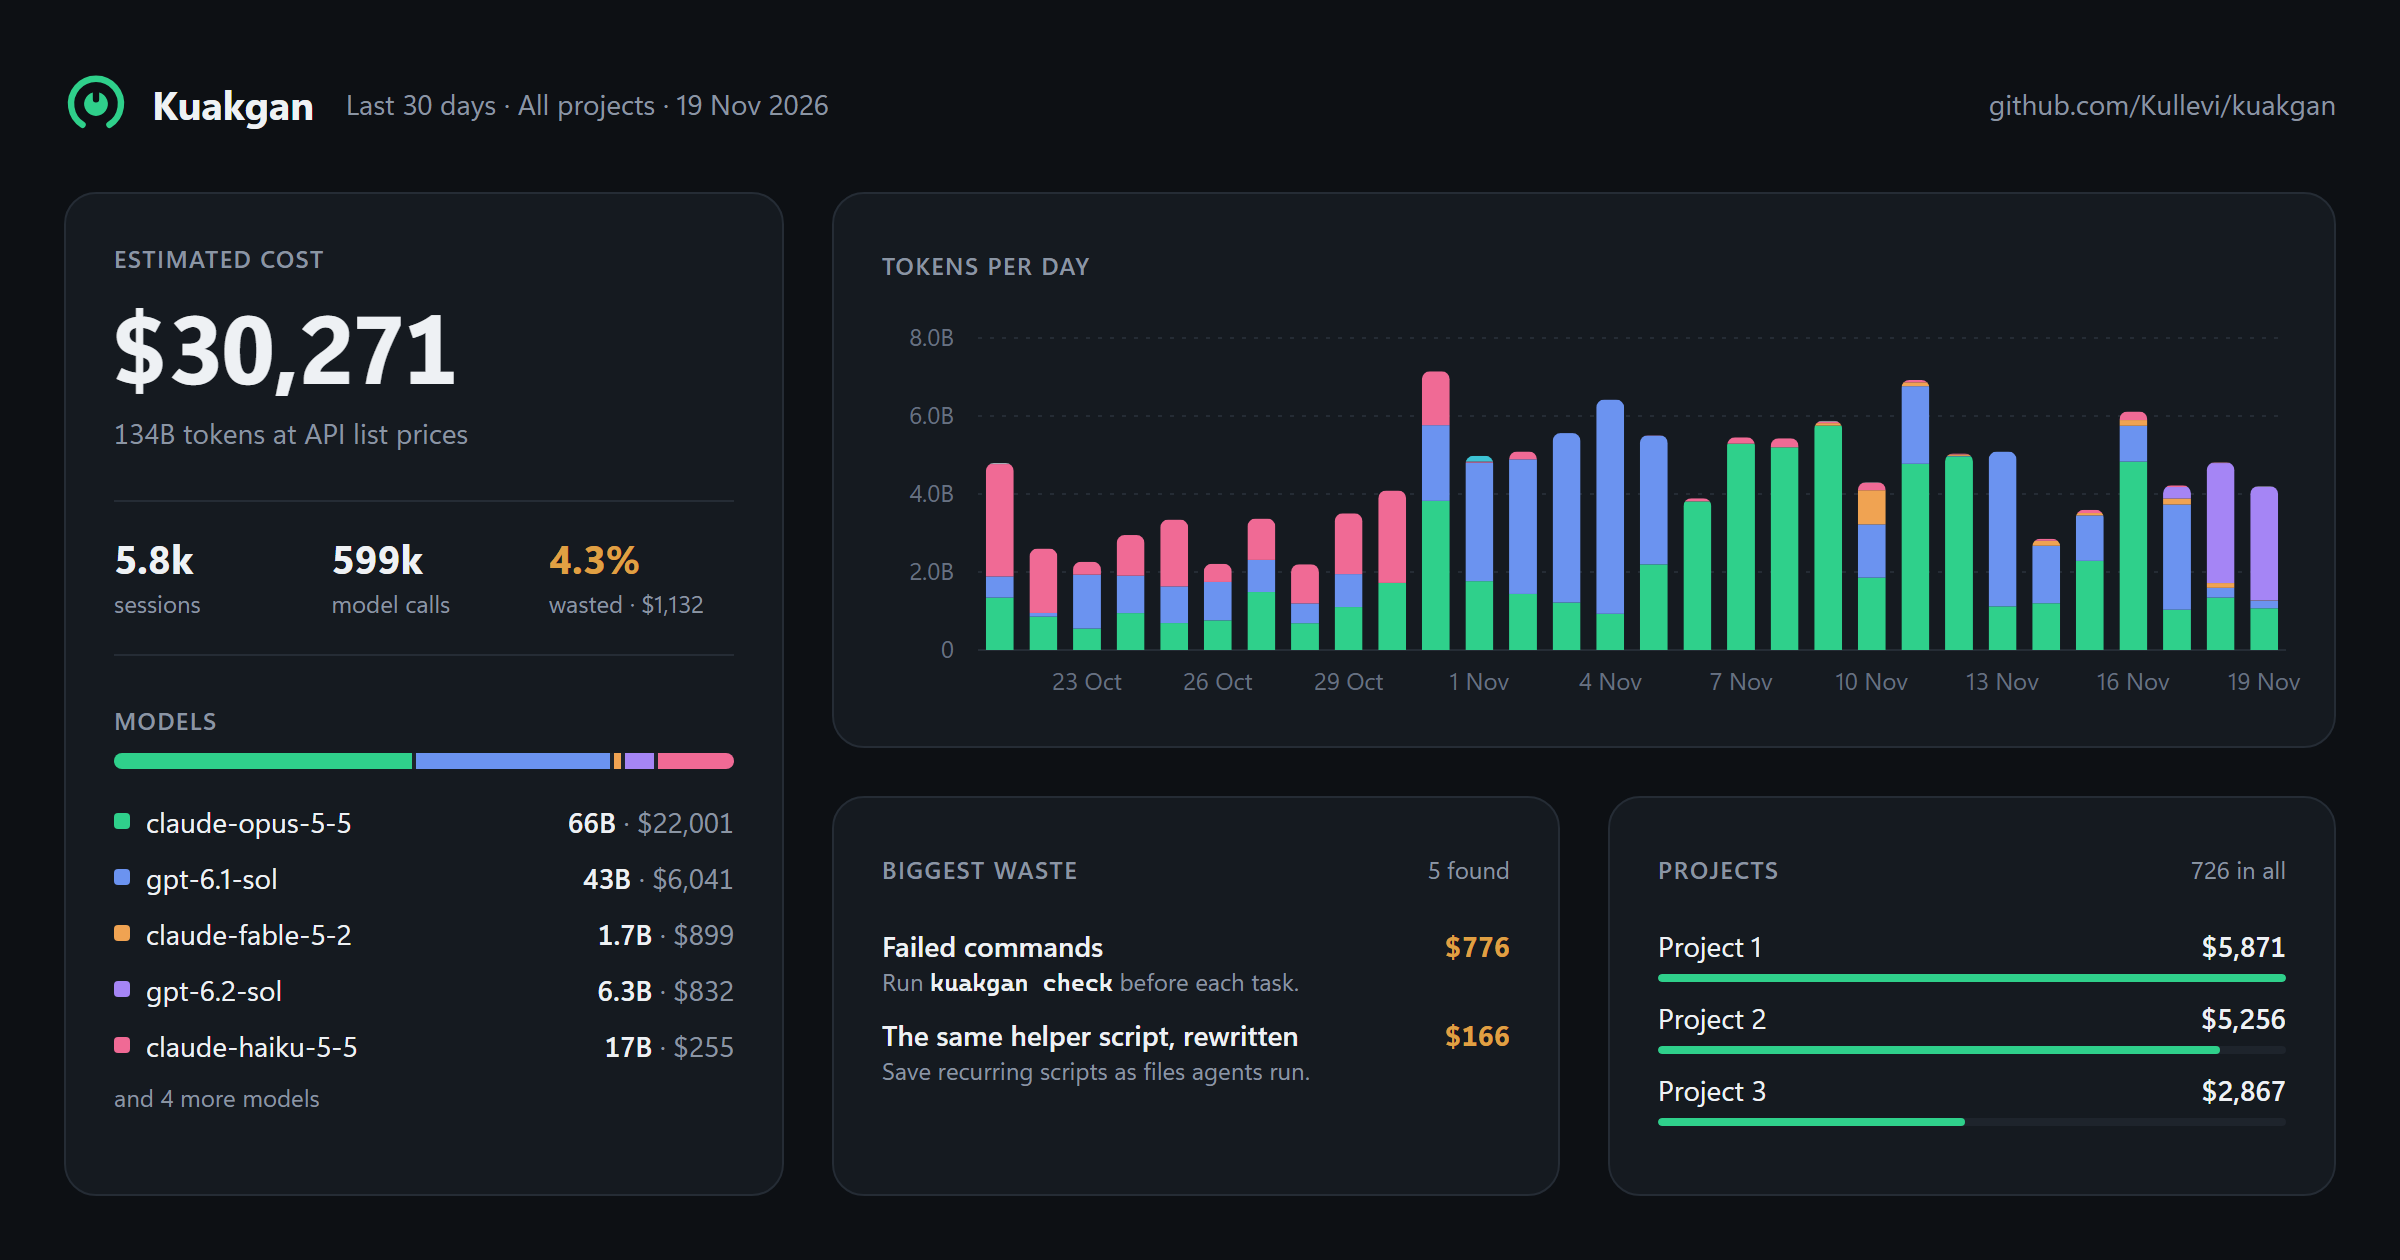 Kuakgan
Last 30 days · All projects · 19 Nov 2026
github.com/Kullevi/kuakgan
ESTIMATED COST
$30,271
134B tokens at API list prices
5.8k
sessions
599k
model calls
4.3%
wasted · $1,132
MODELS
claude-opus-5-5 66B · $22,001
gpt-6.1-sol 43B · $6,041
claude-fable-5-2 1.7B · $899
gpt-6.2-sol 6.3B · $832
claude-haiku-5-5 17B · $255
and 4 more models
TOKENS PER DAY
8.0B
6.0B
4.0B
2.0B
0
23 Oct 26 Oct 29 Oct 1 Nov 4 Nov 7 Nov 10 Nov 13 Nov 16 Nov 19 Nov
BIGGEST WASTE 5 found
Failed commands $776
Run kuakgan check before each task.
The same helper script, rewritten $166
Save recurring scripts as files agents run.
PROJECTS 726 in all
Project 1 $5,871
Project 2 $5,256
Project 3 $2,867